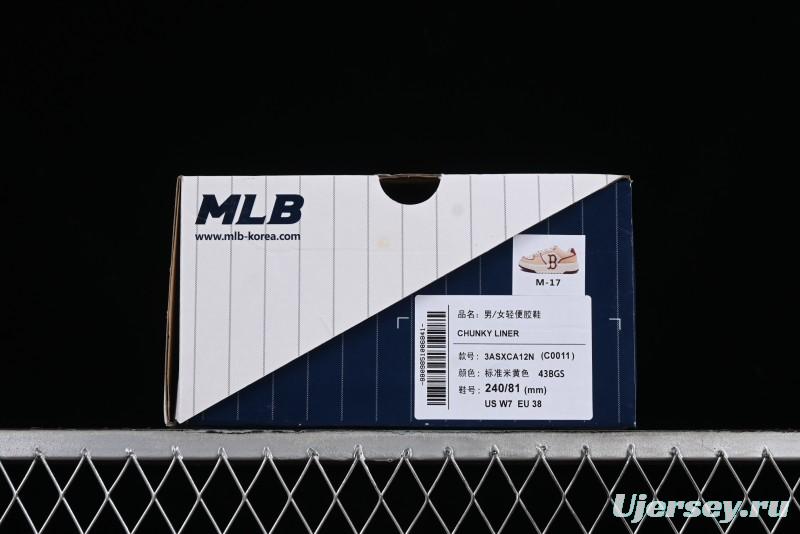 MLB
www.mlb-korea.com
B
M-17
品名：男/女轻便胶鞋
CHUNKY LINER
款号：3ASXCA12N (C0011)
颜色：标准米黄色 43BGS
鞋号：240/81 (mm)
US W7 EU 38
Ujersey.ru